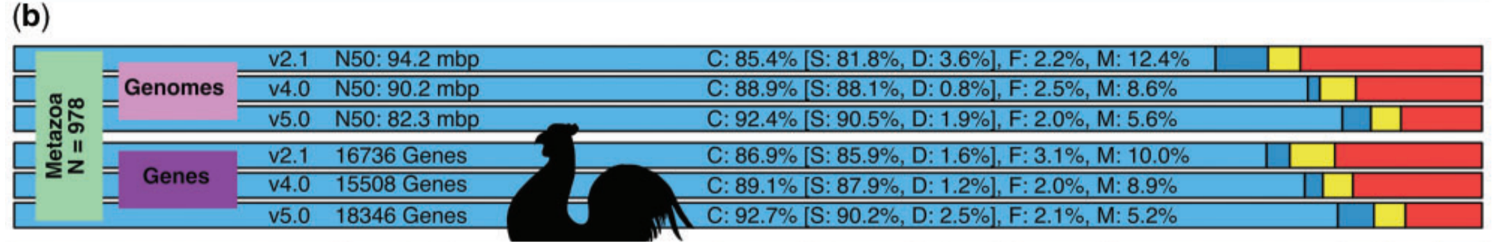 (b)
Metazoa
N = 978
Genomes
v2.1 N50: 94.2 mbp C: 85.4% [S: 81.8%, D: 3.6%], F: 2.2%, M: 12.4%
v4.0 N50: 90.2 mbp C: 88.9% [S: 88.1%, D: 0.8%], F: 2.5%, M: 8.6%
v5.0 N50: 82.3 mbp C: 92.4% [S: 90.5%, D: 1.9%], F: 2.0%, M: 5.6%
Genes
v2.1 16736 Genes C: 86.9% [S: 85.9%, D: 1.6%], F: 3.1%, M: 10.0%
v4.0 15508 Genes C: 89.1% [S: 87.9%, D: 1.2%], F: 2.0%, M: 8.9%
v5.0 18346 Genes C: 92.7% [S: 90.2%, D: 2.5%], F: 2.1%, M: 5.2%